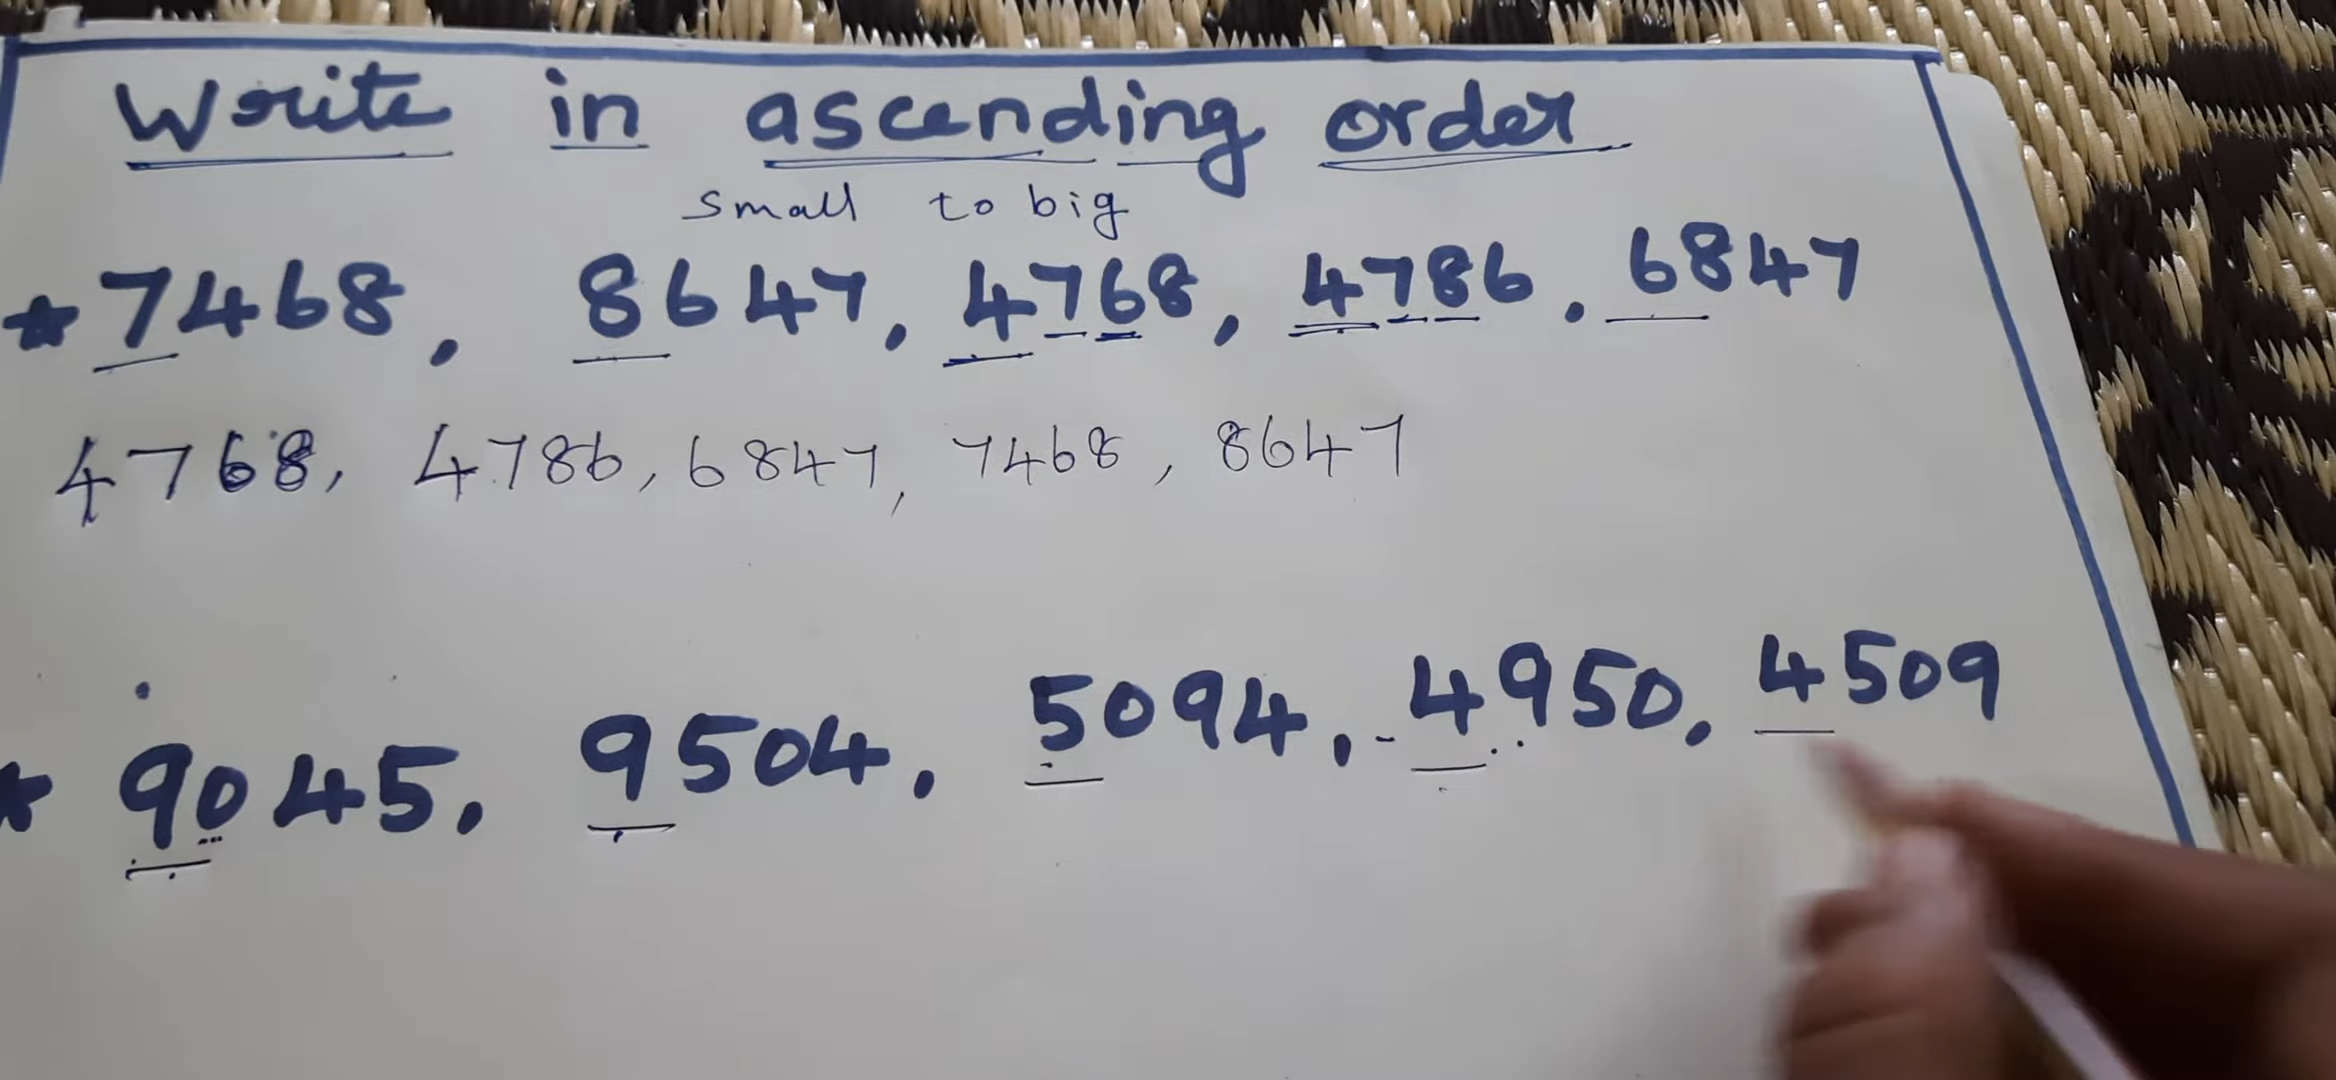 Write in ascending order
small to big
★ 7468, 8647, 4768, 4786, 6847
4768, 4786, 6847, 7468, 8647
★ 9045, 9504, 5094, 4950, 4509